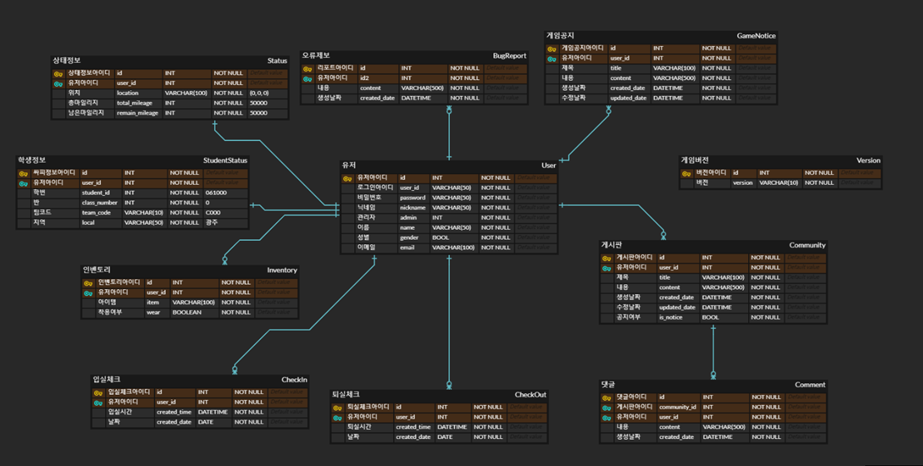 상태정보 Status
상태정보아이디 id INT NOT NULL
유저아이디 user_id INT NOT NULL
위치 location VARCHAR(100) NOT NULL (0, 0, 0)
총마일리지 total_mileage INT NOT NULL 50000
남은마일리지 remain_mileage INT NOT NULL 50000
오류제보 BugReport
리포트아이디 id INT NOT NULL
유저아이디 id2 INT NOT NULL
내용 content VARCHAR(500) NOT NULL
생성날짜 created_date DATETIME NOT NULL
게임공지 GameNotice
게임공지아이디 id INT NOT NULL
유저아이디 user_id INT NOT NULL
제목 title VARCHAR(100) NOT NULL
내용 content VARCHAR(500) NOT NULL
생성날짜 created_date DATETIME NOT NULL
수정날짜 updated_date DATETIME NOT NULL
학생정보 StudentStatus
싸피정보아이디 id INT NOT NULL
유저아이디 user_id INT NOT NULL
학번 student_id INT NOT NULL 061000
반 class_number INT NOT NULL 0
팀코드 team_code VARCHAR(10) NOT NULL C000
지역 local VARCHAR(50) NOT NULL 광주
유저 User
유저아이디 id INT NOT NULL
로그인아이디 user_id VARCHAR(50) NOT NULL
비밀번호 password VARCHAR(50) NOT NULL
닉네임 nickname VARCHAR(50) NOT NULL
관리자 admin INT NOT NULL
이름 name VARCHAR(50) NOT NULL
성별 gender BOOL NOT NULL
이메일 email VARCHAR(100) NOT NULL
게임버전 Version
버전아이디 id INT NOT NULL
버전 version VARCHAR(10) NOT NULL
인벤토리 Inventory
인벤토리아이디 id INT NOT NULL
유저아이디 user_id INT NOT NULL
아이템 item VARCHAR(100) NOT NULL
착용여부 wear BOOLEAN NOT NULL
게시판 Community
게시판아이디 id INT NOT NULL
유저아이디 user_id INT NOT NULL
제목 title VARCHAR(100) NOT NULL
내용 content VARCHAR(500) NOT NULL
생성날짜 created_date DATETIME NOT NULL
수정날짜 updated_date DATETIME NOT NULL
공지여부 is_notice BOOL NOT NULL
입실체크 CheckIn
입실체크아이디 id INT NOT NULL
유저아이디 user_id INT NOT NULL
입실시간 created_time DATETIME NOT NULL
날짜 created_date DATE NOT NULL
퇴실체크 CheckOut
퇴실체크아이디 id INT NOT NULL
유저아이디 user_id INT NOT NULL
퇴실시간 created_time DATETIME NOT NULL
날짜 created_date DATE NOT NULL
댓글 Comment
댓글아이디 id INT NOT NULL
게시판아이디 community_id INT NOT NULL
유저아이디 user_id INT NOT NULL
내용 content VARCHAR(500) NOT NULL
생성날짜 created_date DATETIME NOT NULL